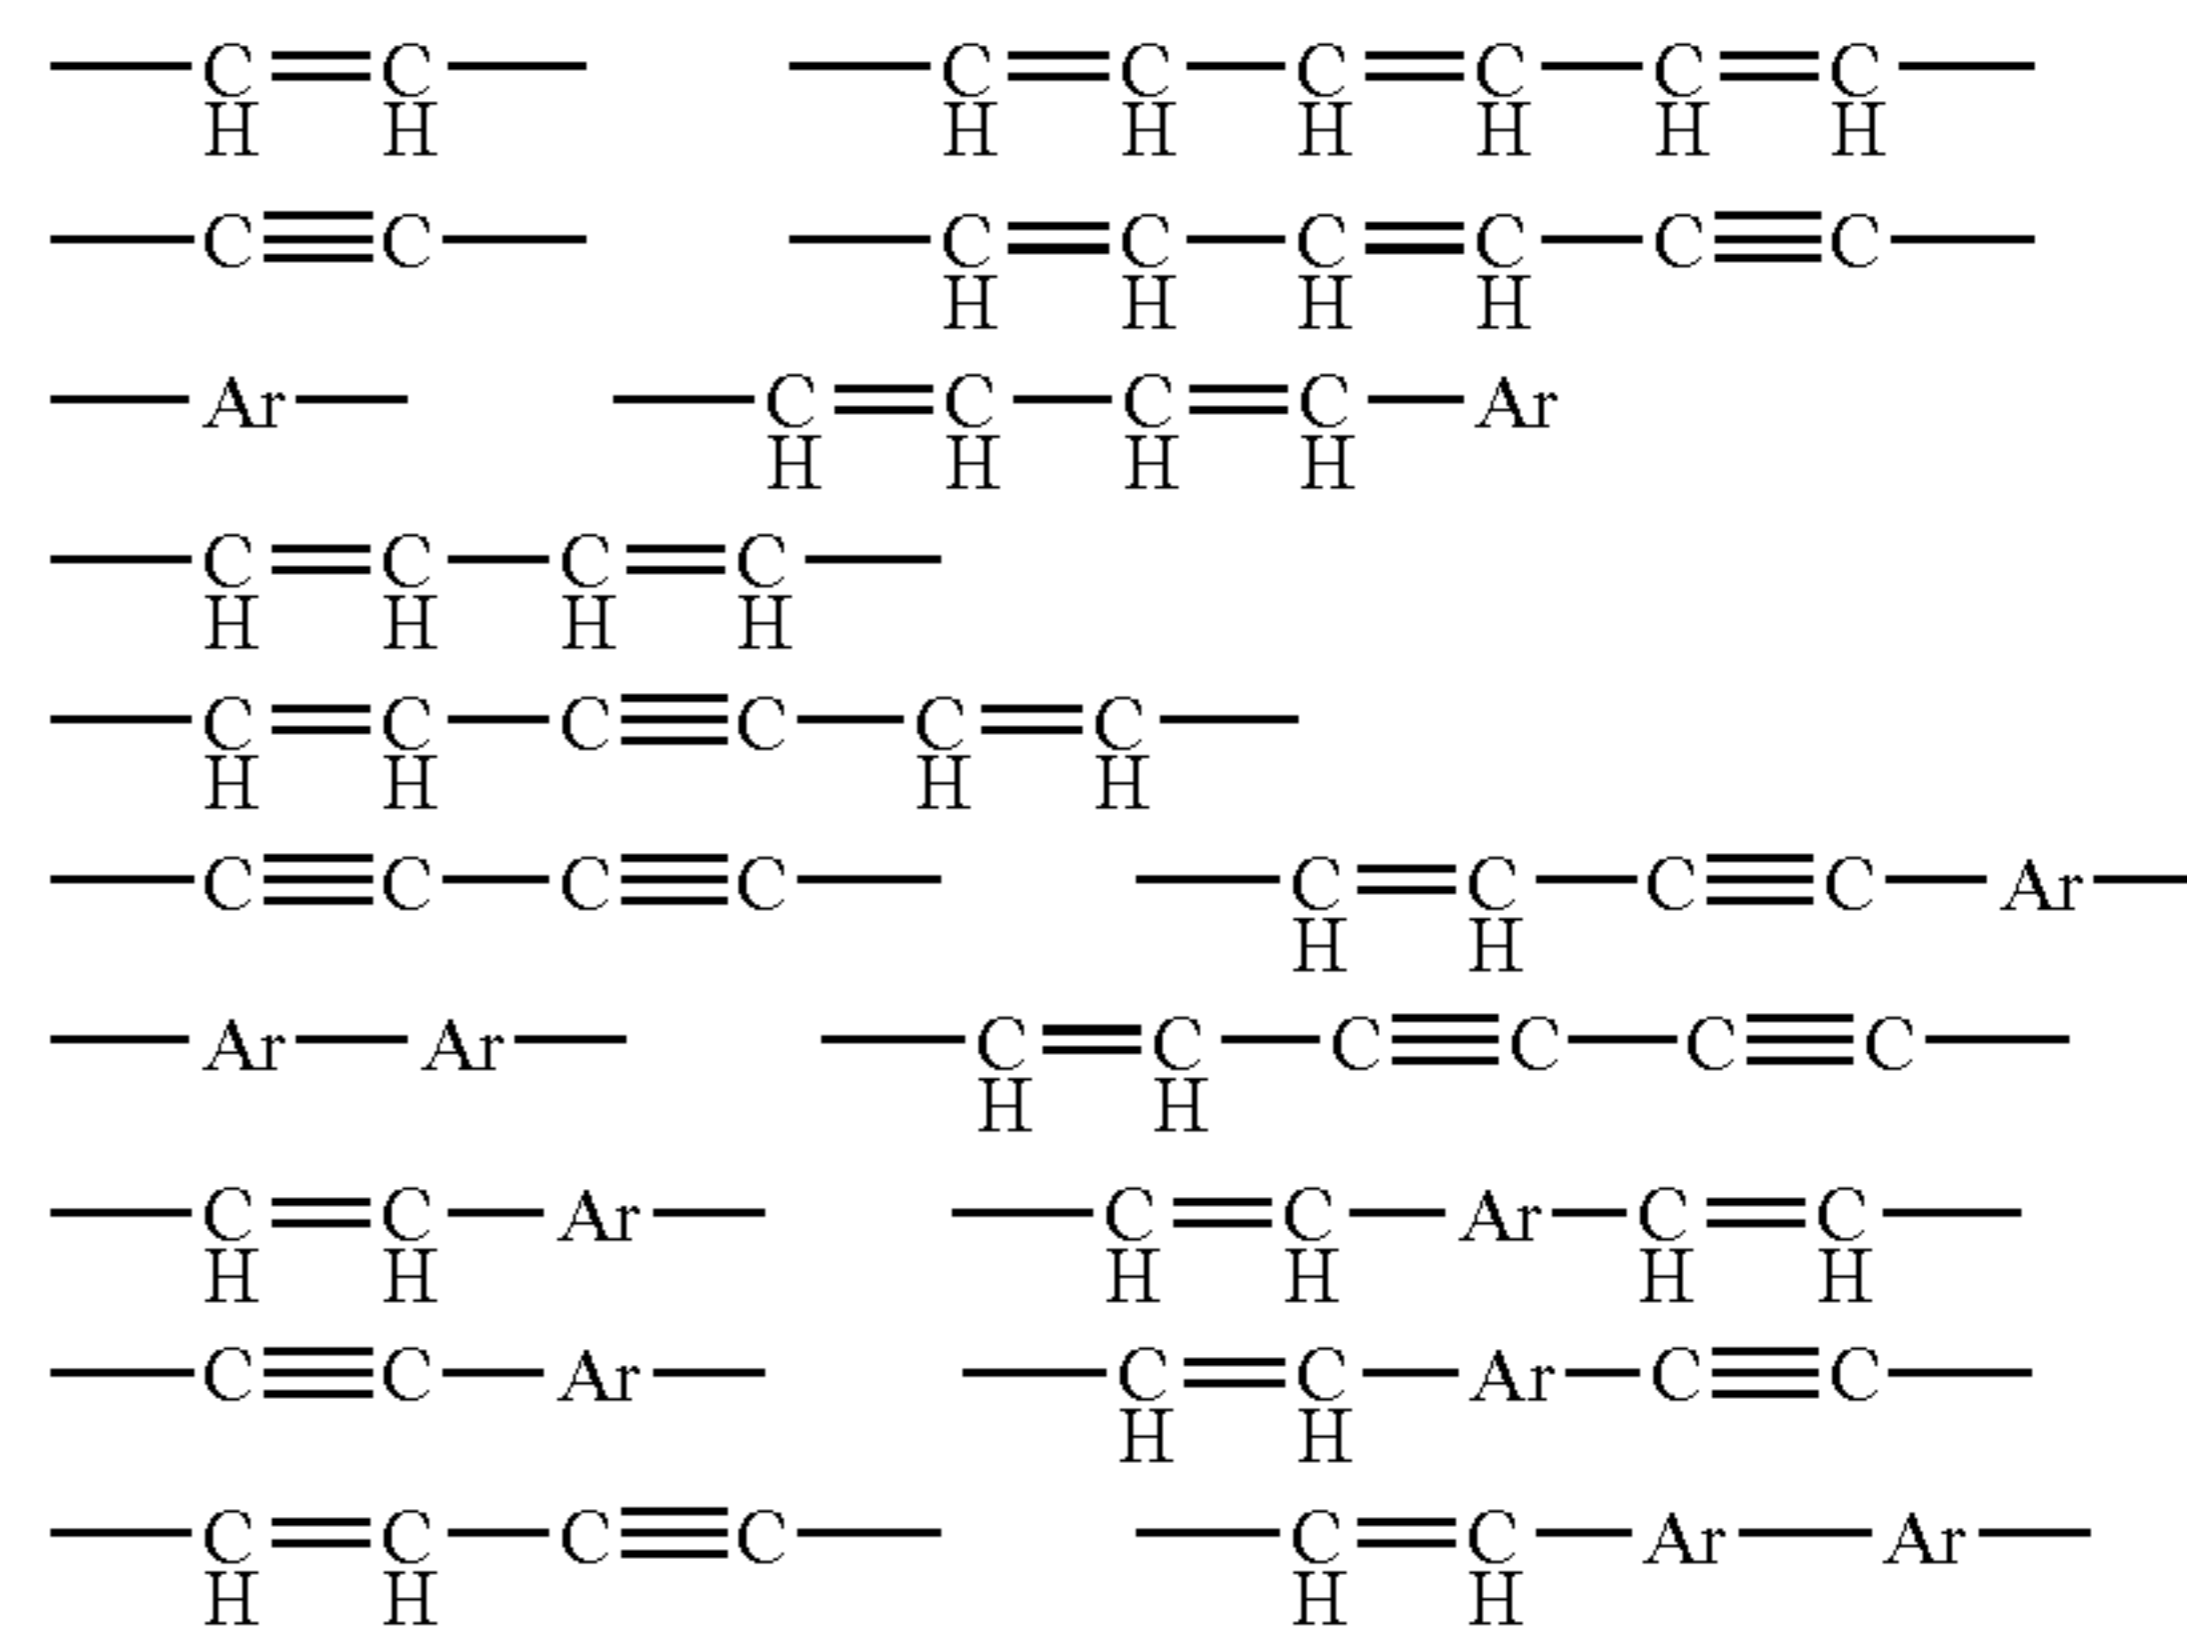 —C=C— —C=C—C=C—C=C—
H H H H H H H H
—C≡C— —C=C—C=C—C≡C—
H H H H
—Ar— —C=C—C=C—Ar
H H H H
—C=C—C=C—
H H H H
—C=C—C≡C—C=C—
H H H H
—C≡C—C≡C— —C=C—C≡C—Ar—
H H
—Ar—Ar— —C=C—C≡C—C≡C—
H H
—C=C—Ar— —C=C—Ar—C=C—
H H H H H H
—C≡C—Ar— —C=C—Ar—C≡C—
H H
—C=C—C≡C— —C=C—Ar—Ar—
H H H H